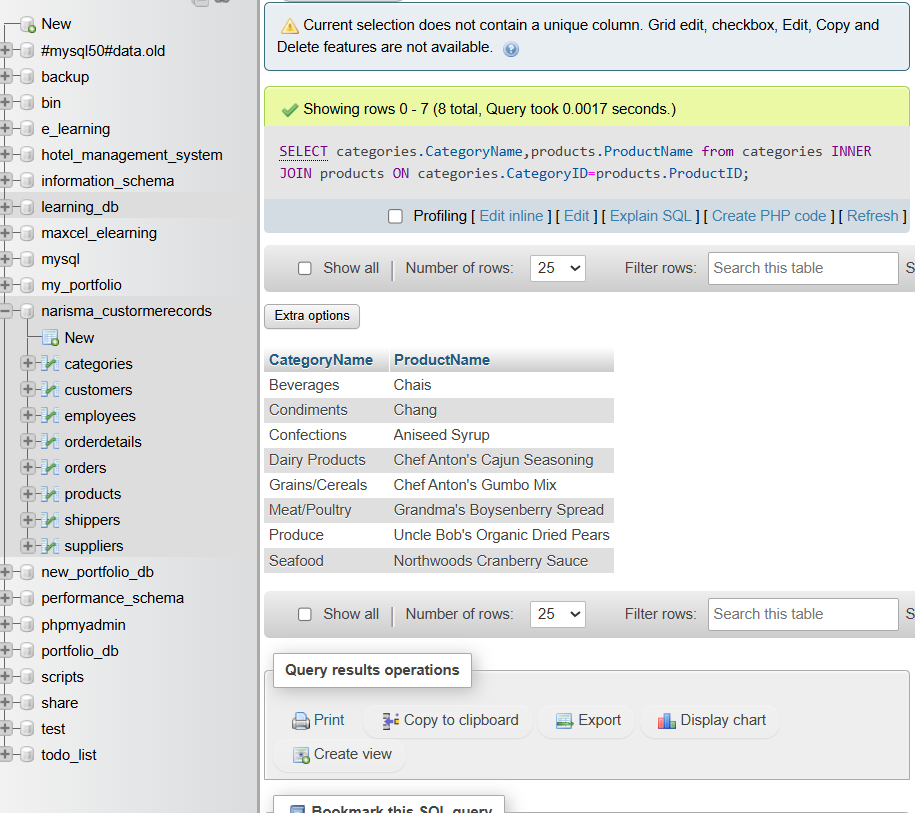 New
#mysql50#data.old
backup
bin
e_learning
hotel_management_system
information_schema
learning_db
maxcel_elearning
mysql
my_portfolio
narisma_custormerecords
New
categories
customers
employees
orderdetails
orders
products
shippers
suppliers
new_portfolio_db
performance_schema
phpmyadmin
portfolio_db
scripts
share
test
todo_list
Current selection does not contain a unique column. Grid edit, checkbox, Edit, Copy and
Delete features are not available.
Showing rows 0 - 7 (8 total, Query took 0.0017 seconds.)
SELECT categories.CategoryName,products.ProductName from categories INNER
JOIN products ON categories.CategoryID=products.ProductID;
Profiling [ Edit inline ] [ Edit ] [ Explain SQL ] [ Create PHP code ] [ Refresh ]
Show all | Number of rows: 25 Filter rows: Search this table S
Extra options
CategoryName ProductName
Beverages Chais
Condiments Chang
Confections Aniseed Syrup
Dairy Products Chef Anton's Cajun Seasoning
Grains/Cereals Chef Anton's Gumbo Mix
Meat/Poultry Grandma's Boysenberry Spread
Produce Uncle Bob's Organic Dried Pears
Seafood Northwoods Cranberry Sauce
Show all | Number of rows: 25 Filter rows: Search this table S
Query results operations
Print Copy to clipboard Export Display chart
Create view
Bookmark this SQL query